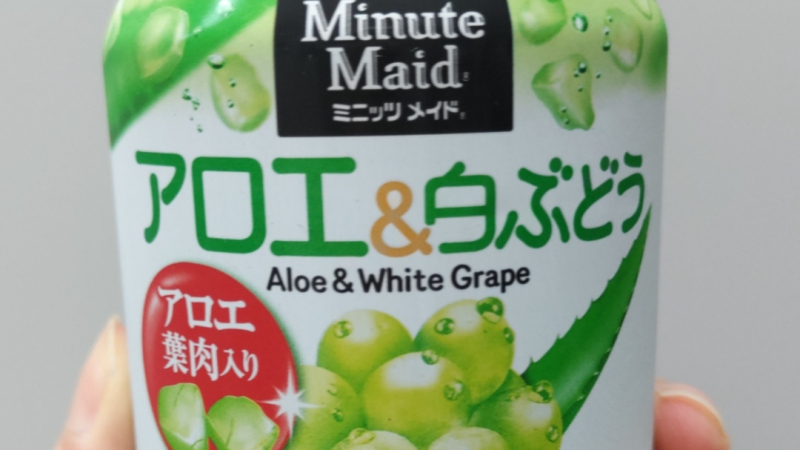 Minute
Maid®
ミニッツ メイド®
アロエ&白ぶどう
Aloe & White Grape
アロエ
葉肉入り